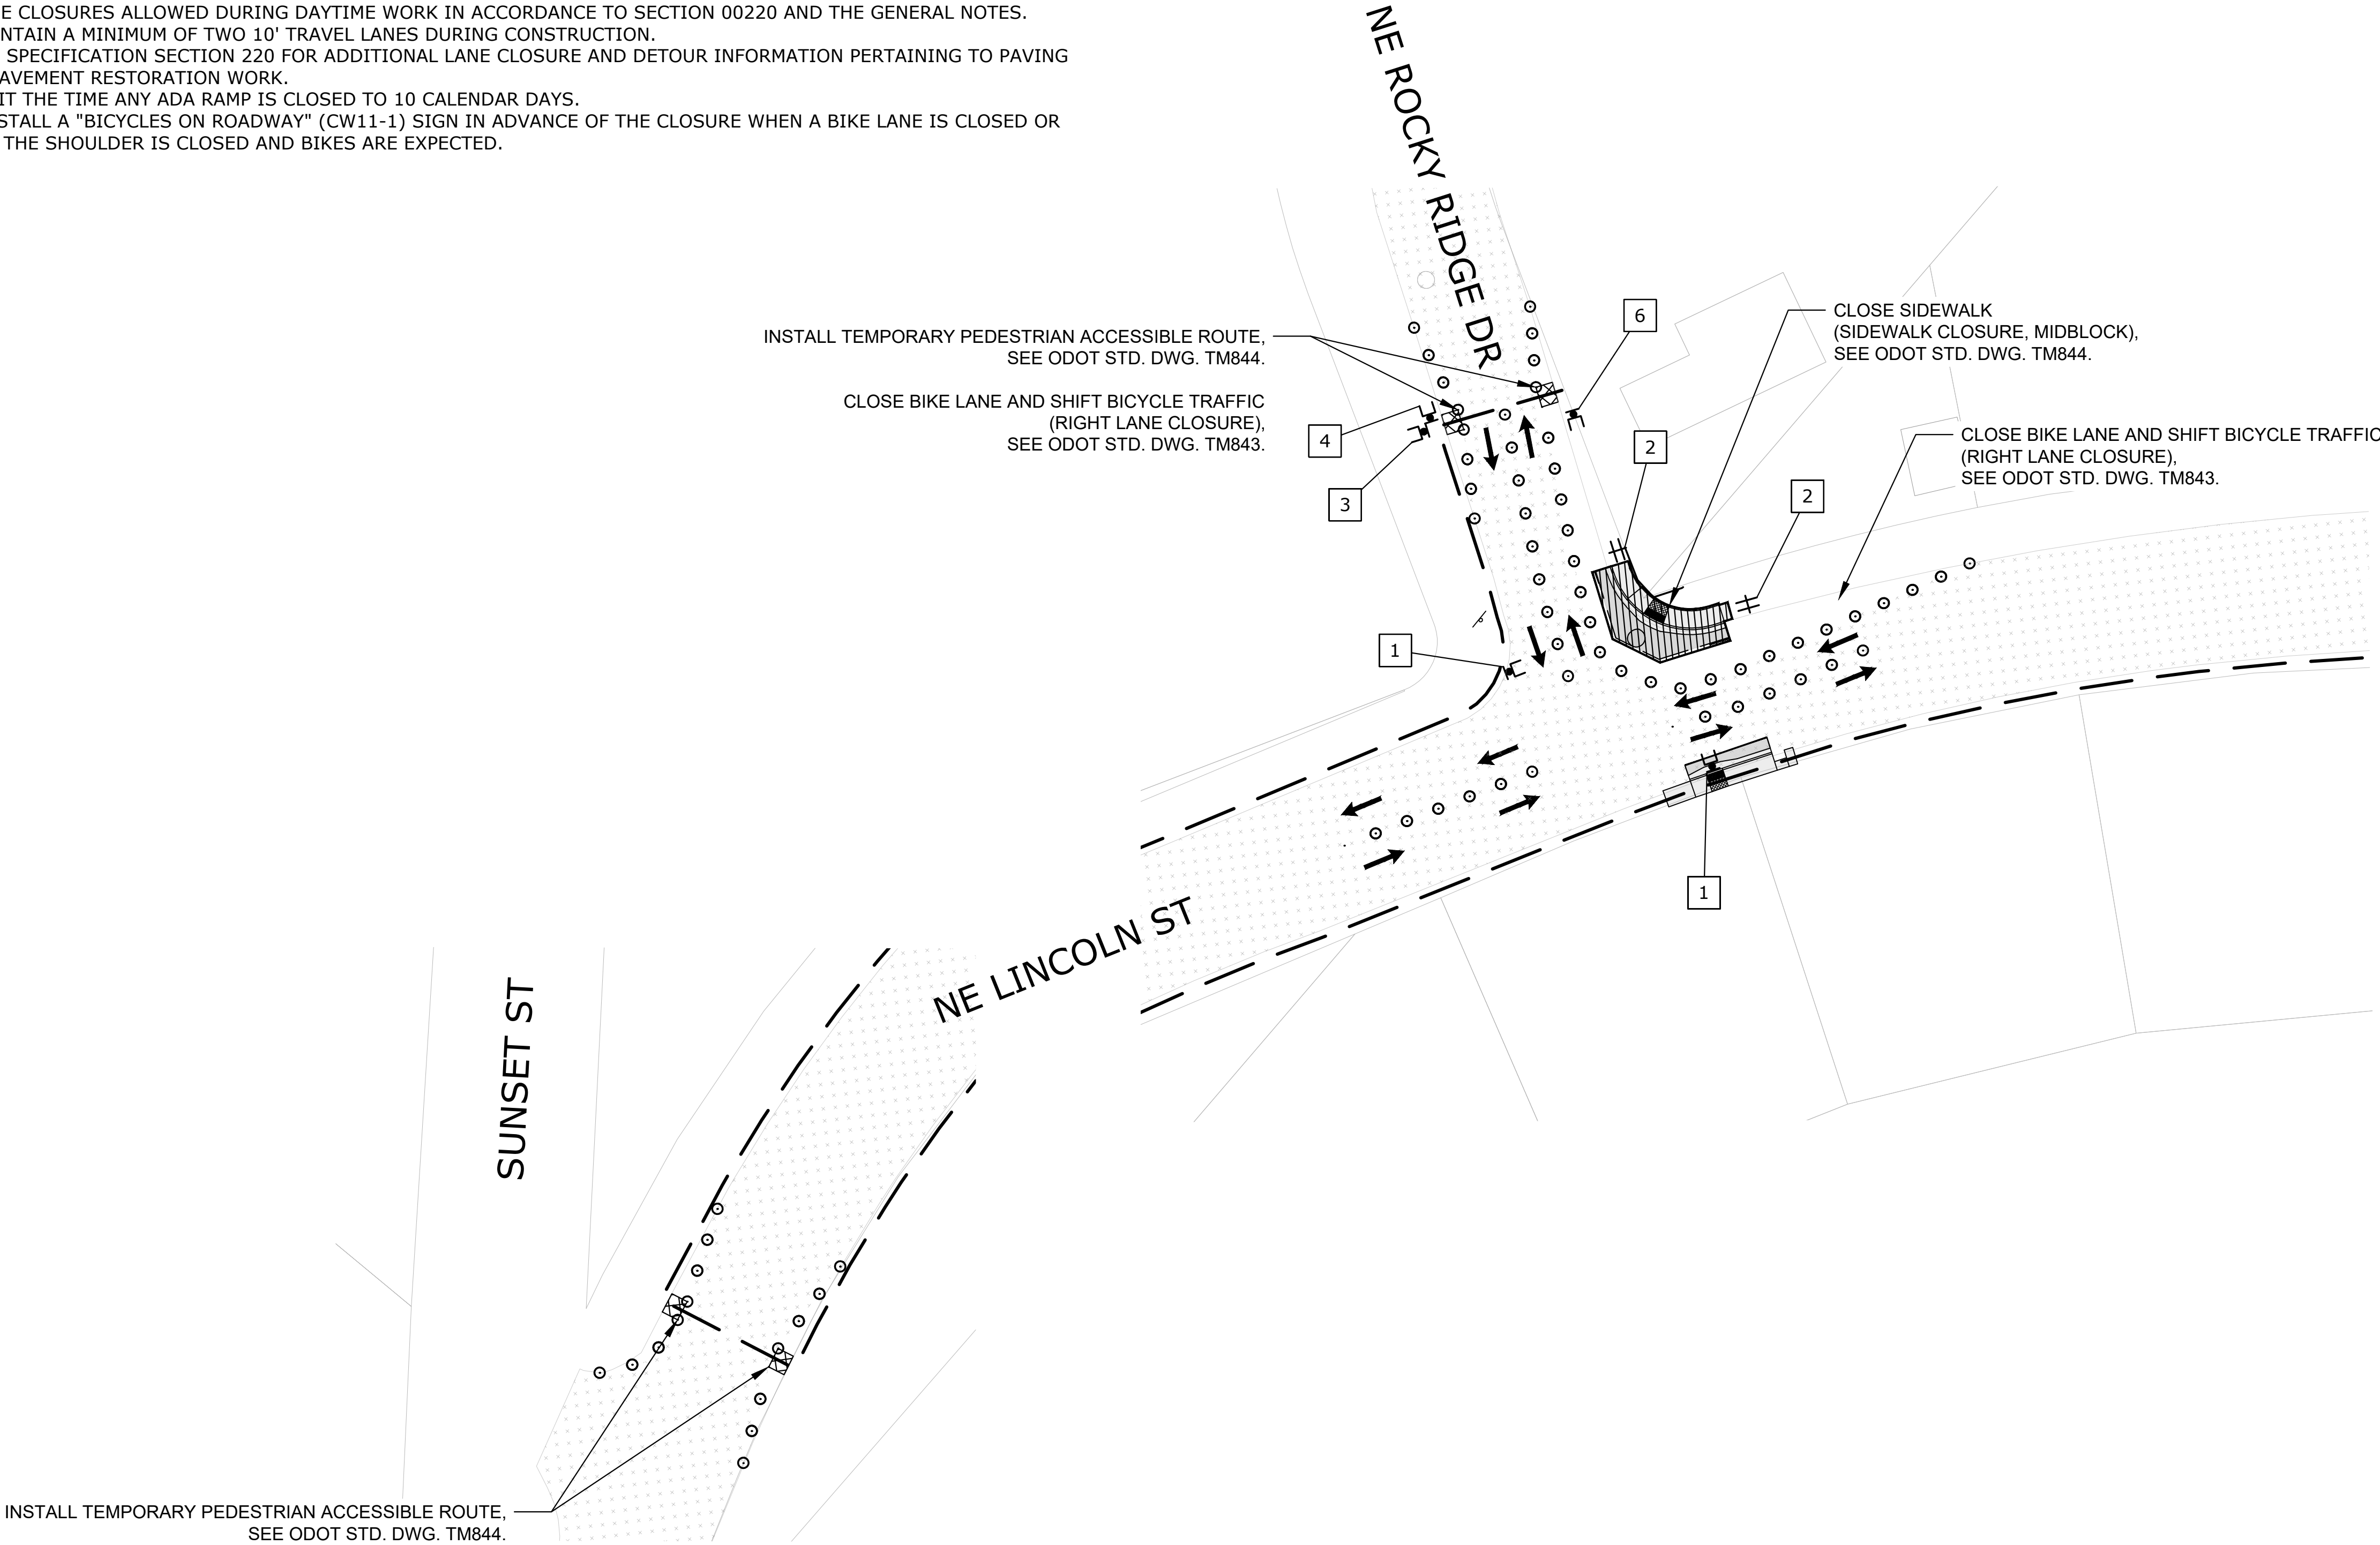 E CLOSURES ALLOWED DURING DAYTIME WORK IN ACCORDANCE TO SECTION 00220 AND THE GENERAL NOTES.
NTAIN A MINIMUM OF TWO 10' TRAVEL LANES DURING CONSTRUCTION.
SPECIFICATION SECTION 220 FOR ADDITIONAL LANE CLOSURE AND DETOUR INFORMATION PERTAINING TO PAVING
AVEMENT RESTORATION WORK.
IT THE TIME ANY ADA RAMP IS CLOSED TO 10 CALENDAR DAYS.
STALL A "BICYCLES ON ROADWAY" (CW11-1) SIGN IN ADVANCE OF THE CLOSURE WHEN A BIKE LANE IS CLOSED OR
THE SHOULDER IS CLOSED AND BIKES ARE EXPECTED.
NE ROCKY RIDGE DR
INSTALL TEMPORARY PEDESTRIAN ACCESSIBLE ROUTE,
SEE ODOT STD. DWG. TM844.
CLOSE BIKE LANE AND SHIFT BICYCLE TRAFFIC
(RIGHT LANE CLOSURE),
SEE ODOT STD. DWG. TM843.
6
CLOSE SIDEWALK
(SIDEWALK CLOSURE, MIDBLOCK),
SEE ODOT STD. DWG. TM844.
4
3
2
2
CLOSE BIKE LANE AND SHIFT BICYCLE TRAFFIC
(RIGHT LANE CLOSURE),
SEE ODOT STD. DWG. TM843.
1
1
NE LINCOLN ST
SUNSET ST
INSTALL TEMPORARY PEDESTRIAN ACCESSIBLE ROUTE,
SEE ODOT STD. DWG. TM844.